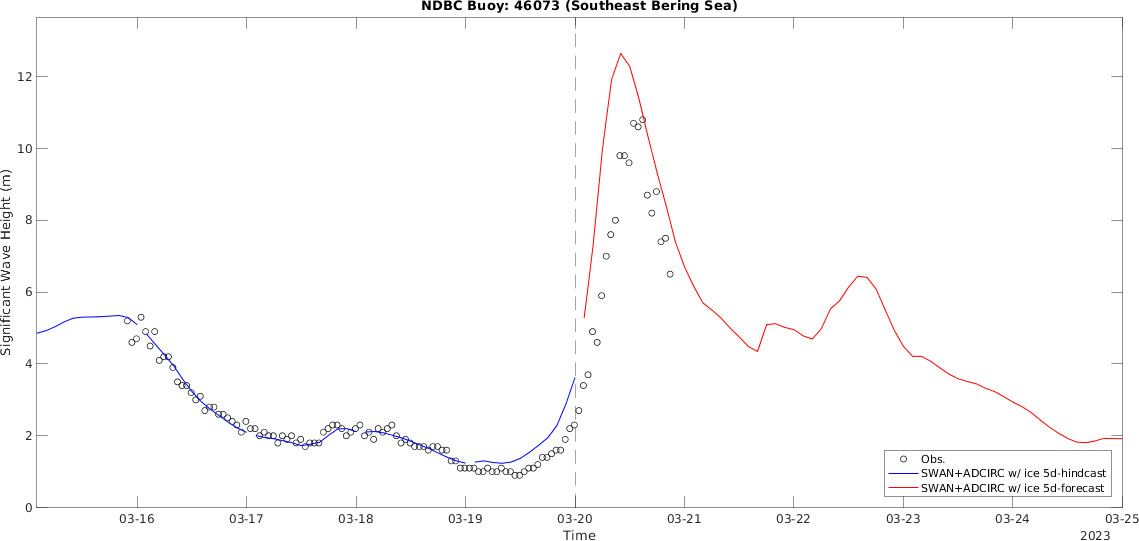 NDBC Buoy: 46073 (Southeast Bering Sea)
Significant Wave Height (m)
12
10
8
6
4
2
0
03-16 03-17 03-18 03-19 03-20 03-21 03-22 03-23 03-24 03-25
Time
2023
Obs.
SWAN+ADCIRC w/ ice 5d-hindcast
SWAN+ADCIRC w/ ice 5d-forecast